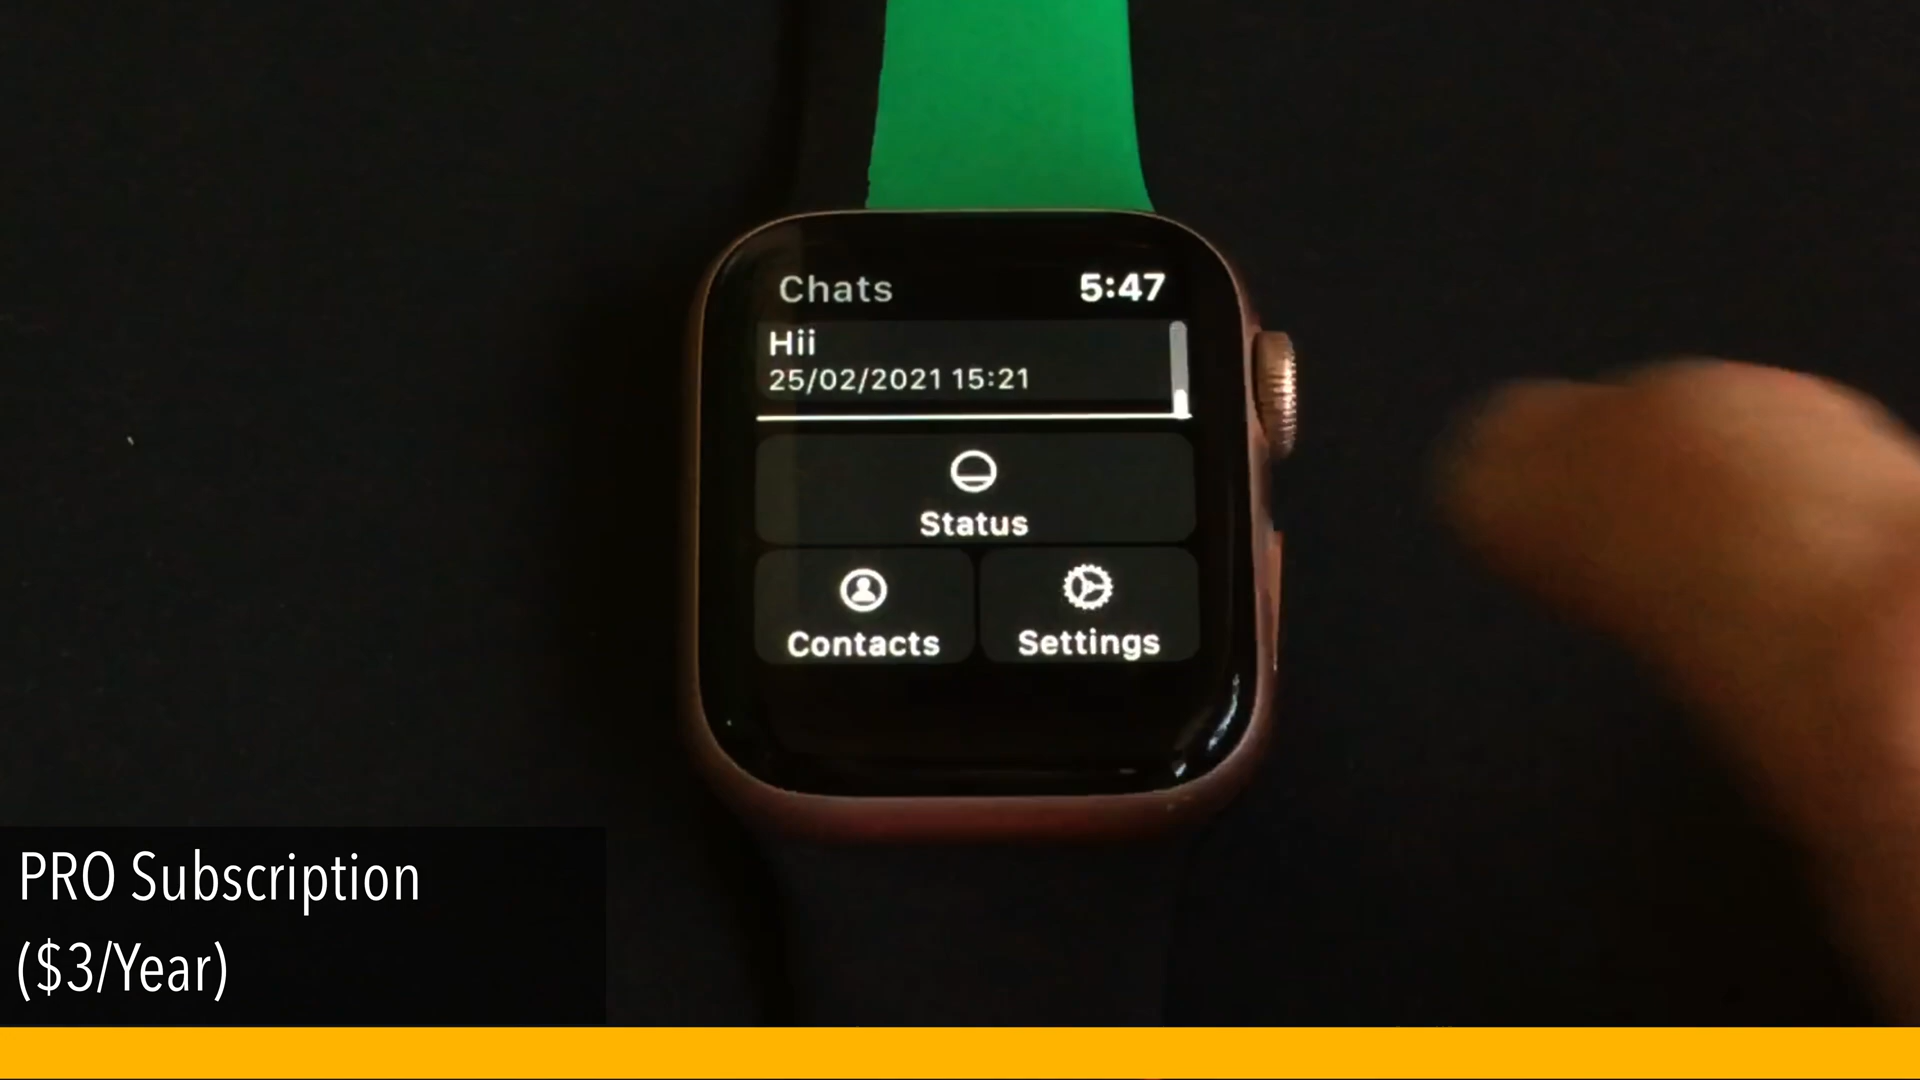 Chats 5:47
Hii
25/02/2021 15:21
Status
Contacts Settings
PRO Subscription
($3/Year)